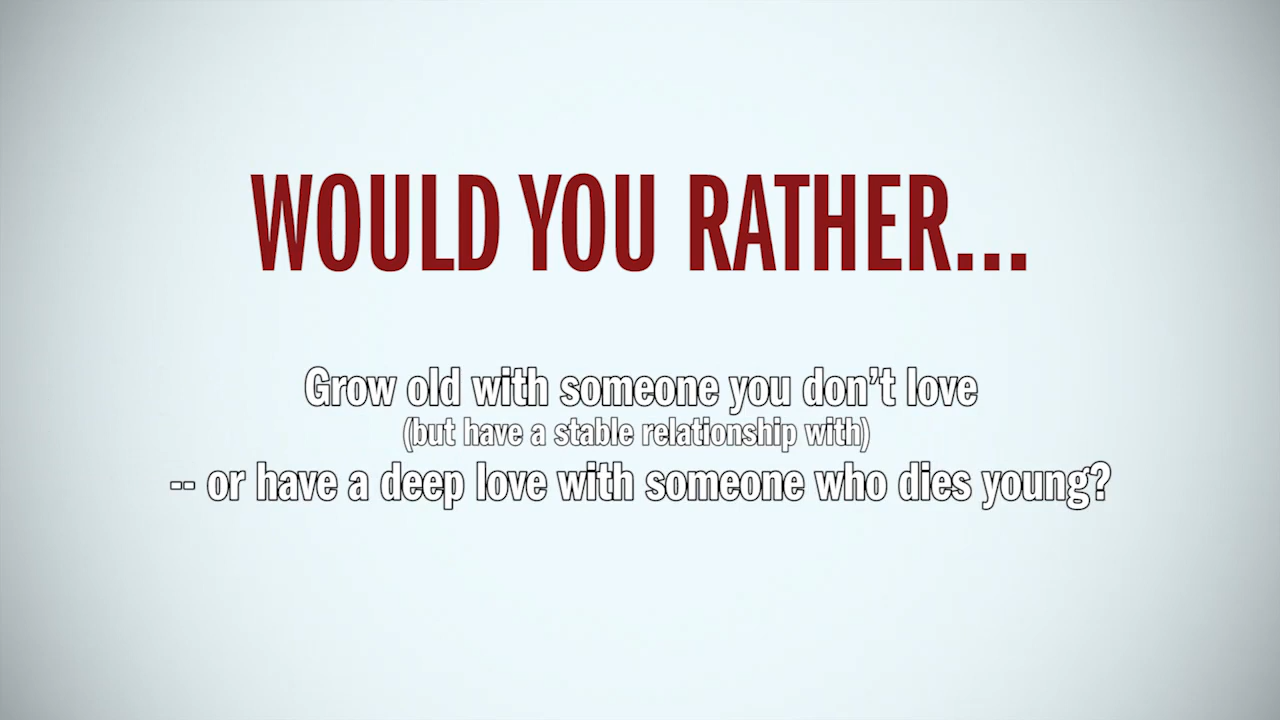 WOULD YOU RATHER...
Grow old with someone you don’t love
(but have a stable relationship with)
-- or have a deep love with someone who dies young?